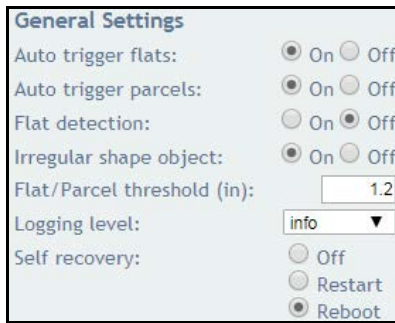 General Settings
Auto trigger flats: On Off
Auto trigger parcels: On Off
Flat detection: On Off
Irregular shape object: On Off
Flat/Parcel threshold (in): 1.2
Logging level: info
Self recovery: Off
Restart
Reboot